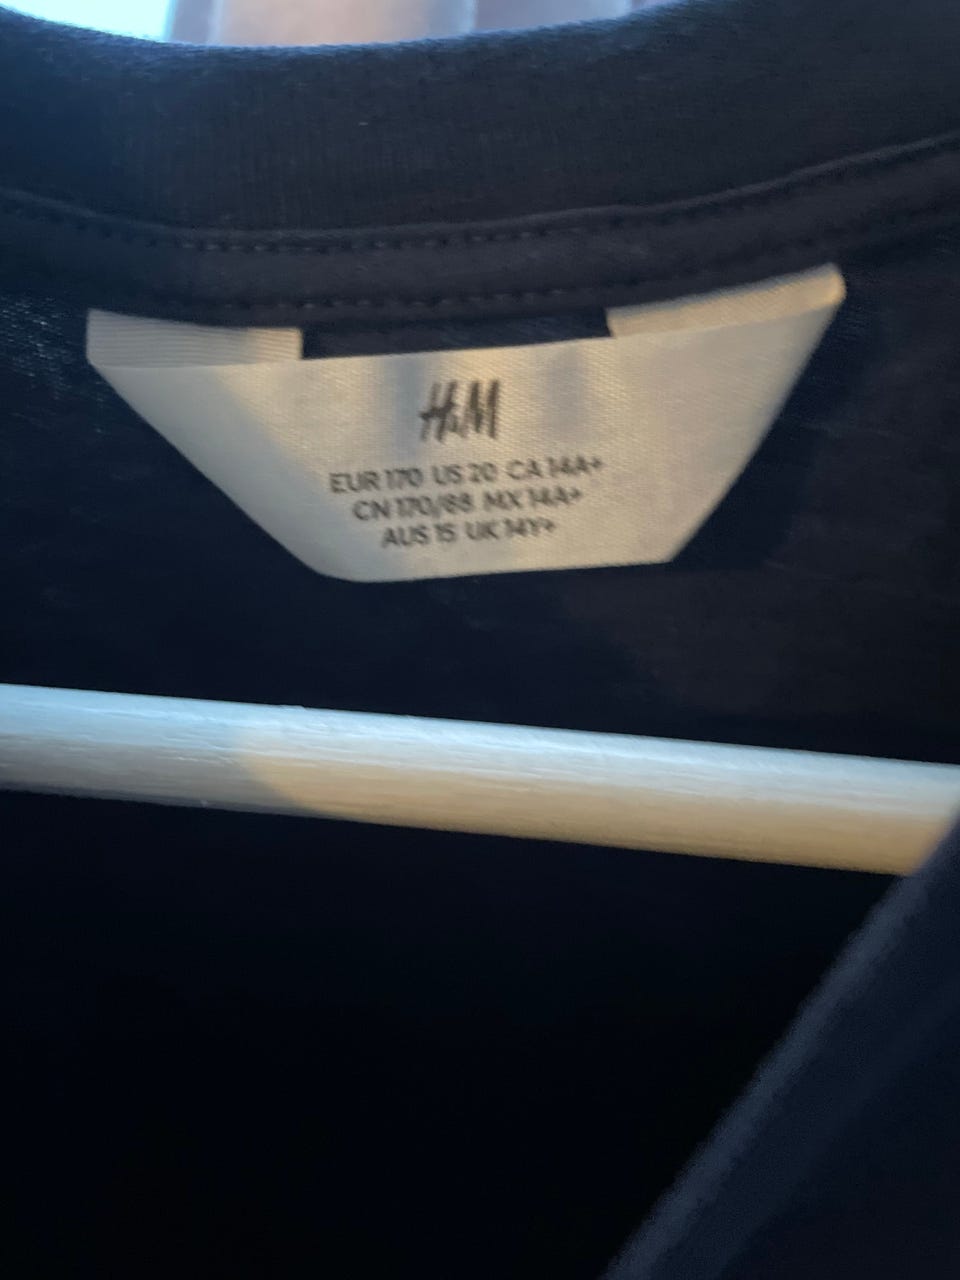 H&M
EUR 170 US 20 CA 14A+
CN 170/88 MX 14A+
AUS 15 UK 14Y+